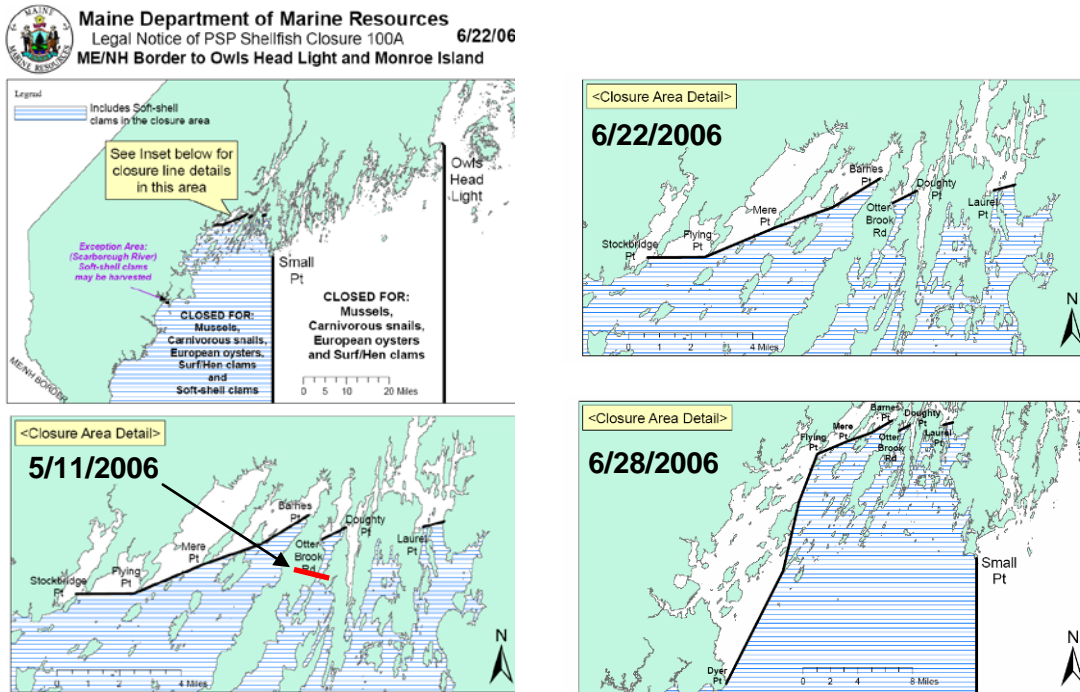 MAINE
MARINE RESOURCES
Maine Department of Marine Resources
Legal Notice of PSP Shellfish Closure 100A
6/22/06
ME/NH Border to Owls Head Light and Monroe Island
Legend
Includes Soft-shell
clams in the closure area
See Inset below for
closure line details
in this area
Owls
Head
Light
Exception Area:
(Scarborough River)
Soft-shell clams
may be harvested
Small
Pt
CLOSED FOR:
Mussels,
Carnivorous snails,
European oysters,
Surf/Hen clams
and
Soft-shell clams
CLOSED FOR:
Mussels,
Carnivorous snails,
European oysters
and Surf/Hen clams
ME/NH BORDER
0 5 10 20 Miles
<Closure Area Detail>
6/22/2006
Barnes
Pt
Doughty
Pt
Otter
Brook
Rd
Laurel
Pt
Mere
Pt
Flying
Pt
Stockbridge
Pt
N
0 1 2 4 Miles
<Closure Area Detail>
5/11/2006
Barnes
Pt
Doughty
Pt
Otter
Brook
Rd
Laurel
Pt
Mere
Pt
Flying
Pt
Stockbridge
Pt
N
0 1 2 4 Miles
<Closure Area Detail>
6/28/2006
Barnes
Pt
Doughty
Pt
Mere
Pt
Flying
Pt
Otter
Brook
Rd
Laurel
Pt
Small
Pt
Dyer
Pt
N
0 2 4 8 Miles